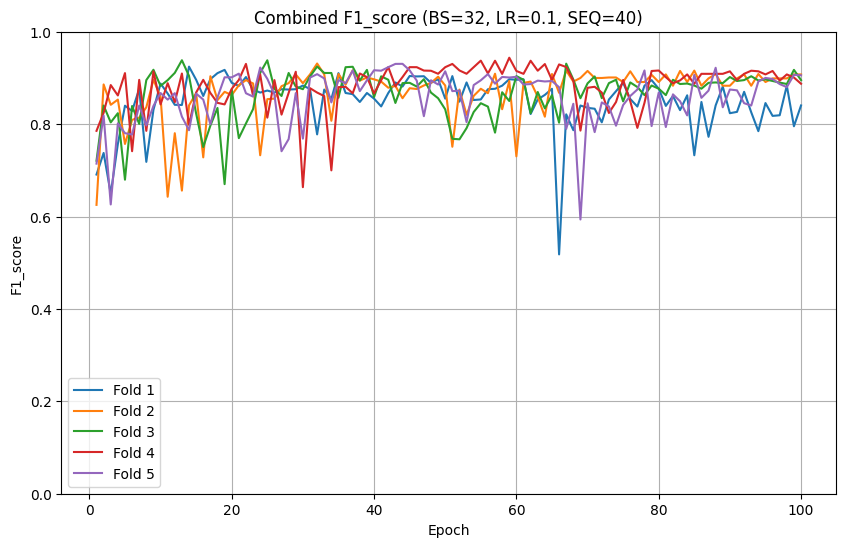 Combined F1_score (BS=32, LR=0.1, SEQ=40)
1.0
0.8
0.6
0.4
0.2
0.0
F1_score
Fold 1
Fold 2
Fold 3
Fold 4
Fold 5
0 20 40 60 80 100
Epoch